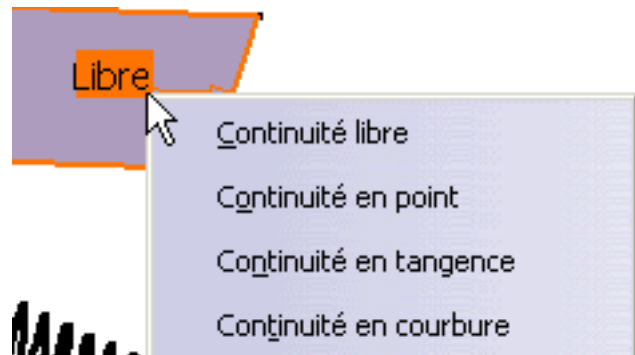 Libre
Continuité libre
Continuité en point
Continuité en tangence
Continuité en courbure